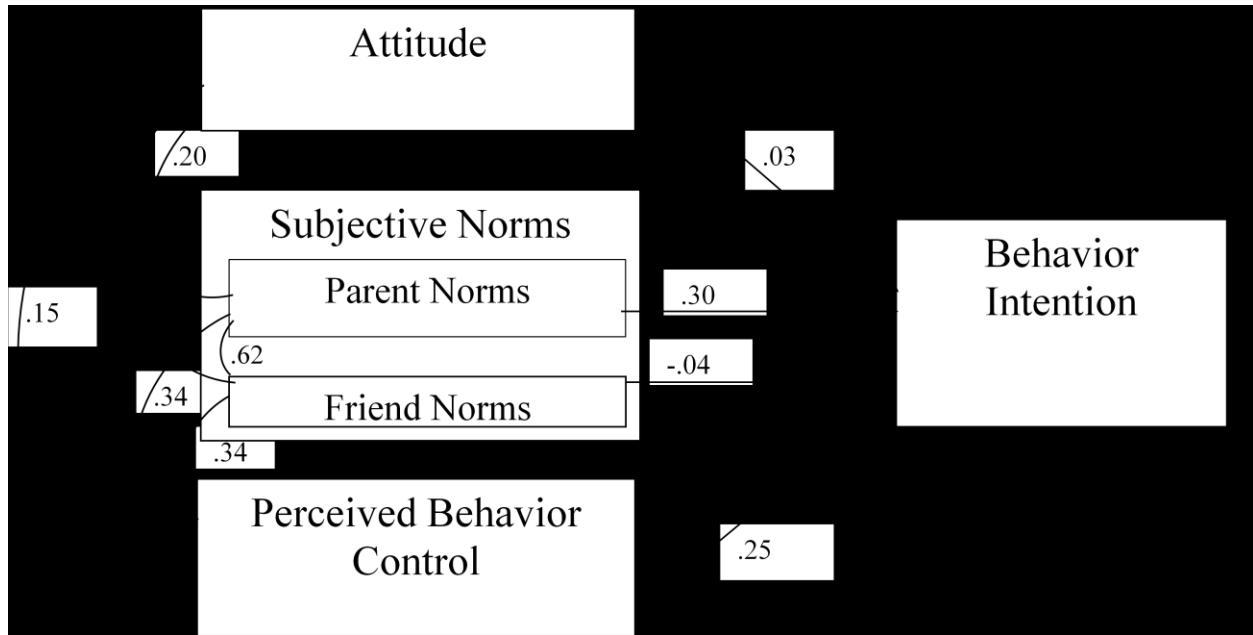 Attitude
.20
.03
Subjective Norms
Parent Norms
.30
Behavior
Intention
.15
.62
-.04
.34
Friend Norms
.34
Perceived Behavior
Control
.25